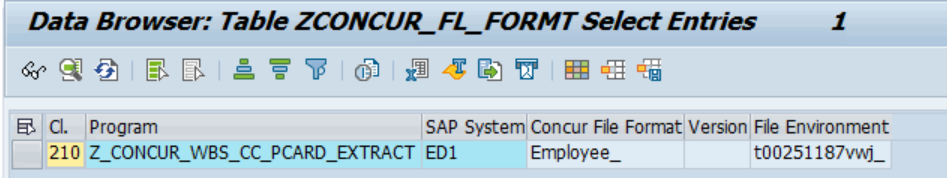 Data Browser: Table ZCONCUR_FL_FORMT Select Entries 1
Cl. Program SAP System Concur File Format Version File Environment
210 Z_CONCUR_WBS_CC_PCARD_EXTRACT ED1 Employee_ t00251187vwj_